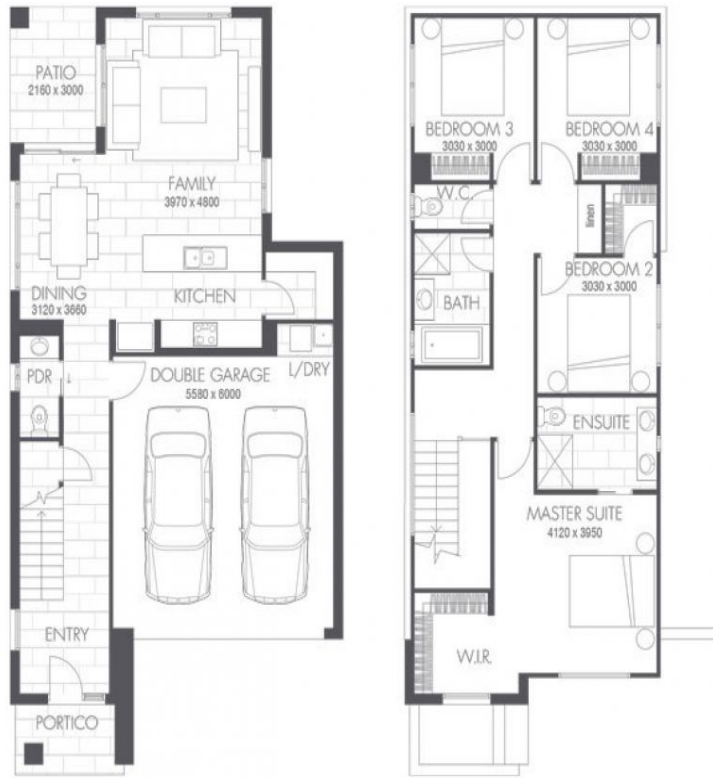 PATIO
2160 x 3000
FAMILY
3970 x 4800
DINING
3120 x 3660
KITCHEN
PDR
DOUBLE GARAGE
5580 x 6000
L/DRY
ENTRY
PORTICO
BEDROOM 3
3030 x 3000
BEDROOM 4
3030 x 3000
W.C.
linen
BATH
BEDROOM 2
3030 x 3000
ENSUITE
MASTER SUITE
4120 x 3950
W.I.R.